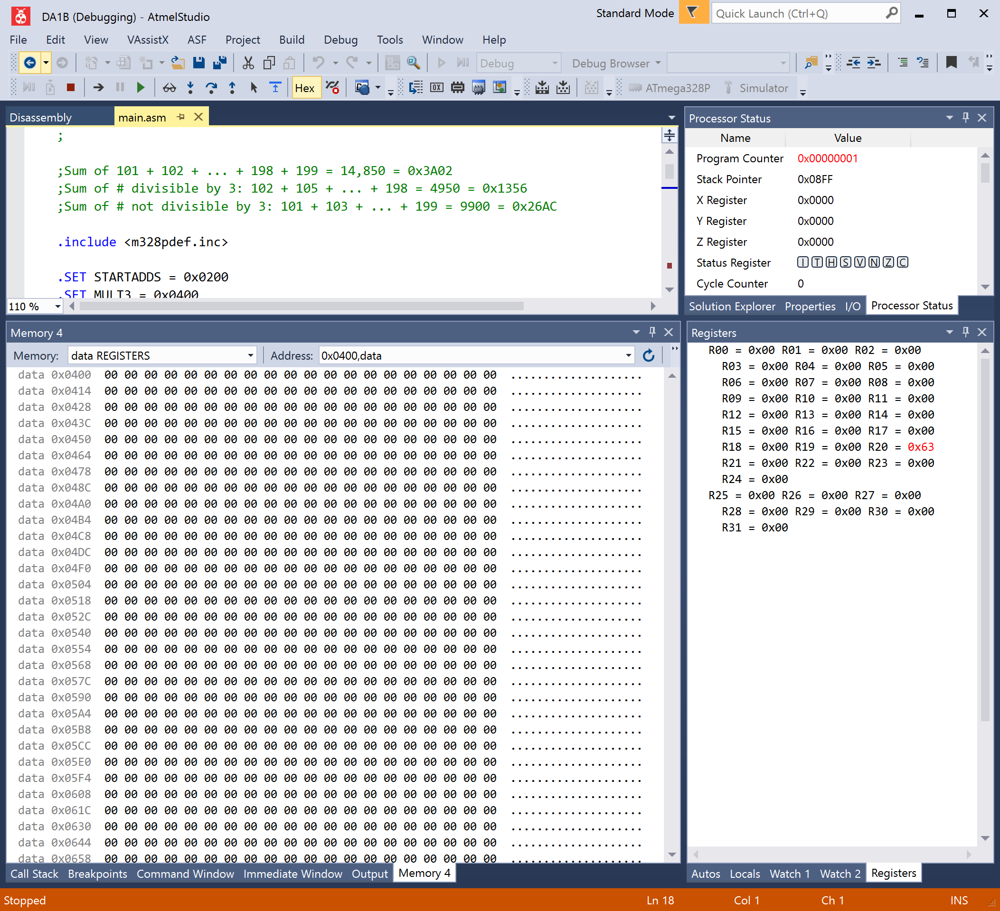 DA1B (Debugging) - AtmelStudio
Standard Mode
Quick Launch (Ctrl+Q)
File Edit View VAssistX ASF Project Build Debug Tools Window Help
Debug Debug Browser
Hex ATmega328P Simulator
Disassembly main.asm
;
;Sum of 101 + 102 + ... + 198 + 199 = 14,850 = 0x3A02
;Sum of # divisible by 3: 102 + 105 + ... + 198 = 4950 = 0x1356
;Sum of # not divisible by 3: 101 + 103 + ... + 199 = 9900 = 0x26AC
.include <m328pdef.inc>
.SET STARTADDS = 0x0200
.SET MULT3 = 0x0400
110 %
Processor Status
Name Value
Program Counter 0x00000001
Stack Pointer 0x08FF
X Register 0x0000
Y Register 0x0000
Z Register 0x0000
Status Register I T H S V N Z C
Cycle Counter 0
Solution Explorer Properties I/O Processor Status
Memory 4
Memory: data REGISTERS Address: 0x0400,data
data 0x0400 00 00 00 00 00 00 00 00 00 00 00 00 00 00 00 00 00 00 00 00 ....................
data 0x0414 00 00 00 00 00 00 00 00 00 00 00 00 00 00 00 00 00 00 00 00 ....................
data 0x0428 00 00 00 00 00 00 00 00 00 00 00 00 00 00 00 00 00 00 00 00 ....................
data 0x043C 00 00 00 00 00 00 00 00 00 00 00 00 00 00 00 00 00 00 00 00 ....................
data 0x0450 00 00 00 00 00 00 00 00 00 00 00 00 00 00 00 00 00 00 00 00 ....................
data 0x0464 00 00 00 00 00 00 00 00 00 00 00 00 00 00 00 00 00 00 00 00 ....................
data 0x0478 00 00 00 00 00 00 00 00 00 00 00 00 00 00 00 00 00 00 00 00 ....................
data 0x048C 00 00 00 00 00 00 00 00 00 00 00 00 00 00 00 00 00 00 00 00 ....................
data 0x04A0 00 00 00 00 00 00 00 00 00 00 00 00 00 00 00 00 00 00 00 00 ....................
data 0x04B4 00 00 00 00 00 00 00 00 00 00 00 00 00 00 00 00 00 00 00 00 ....................
data 0x04C8 00 00 00 00 00 00 00 00 00 00 00 00 00 00 00 00 00 00 00 00 ....................
data 0x04DC 00 00 00 00 00 00 00 00 00 00 00 00 00 00 00 00 00 00 00 00 ....................
data 0x04F0 00 00 00 00 00 00 00 00 00 00 00 00 00 00 00 00 00 00 00 00 ....................
data 0x0504 00 00 00 00 00 00 00 00 00 00 00 00 00 00 00 00 00 00 00 00 ....................
data 0x0518 00 00 00 00 00 00 00 00 00 00 00 00 00 00 00 00 00 00 00 00 ....................
data 0x052C 00 00 00 00 00 00 00 00 00 00 00 00 00 00 00 00 00 00 00 00 ....................
data 0x0540 00 00 00 00 00 00 00 00 00 00 00 00 00 00 00 00 00 00 00 00 ....................
data 0x0554 00 00 00 00 00 00 00 00 00 00 00 00 00 00 00 00 00 00 00 00 ....................
data 0x0568 00 00 00 00 00 00 00 00 00 00 00 00 00 00 00 00 00 00 00 00 ....................
data 0x057C 00 00 00 00 00 00 00 00 00 00 00 00 00 00 00 00 00 00 00 00 ....................
data 0x0590 00 00 00 00 00 00 00 00 00 00 00 00 00 00 00 00 00 00 00 00 ....................
data 0x05A4 00 00 00 00 00 00 00 00 00 00 00 00 00 00 00 00 00 00 00 00 ....................
data 0x05B8 00 00 00 00 00 00 00 00 00 00 00 00 00 00 00 00 00 00 00 00 ....................
data 0x05CC 00 00 00 00 00 00 00 00 00 00 00 00 00 00 00 00 00 00 00 00 ....................
data 0x05E0 00 00 00 00 00 00 00 00 00 00 00 00 00 00 00 00 00 00 00 00 ....................
data 0x05F4 00 00 00 00 00 00 00 00 00 00 00 00 00 00 00 00 00 00 00 00 ....................
data 0x0608 00 00 00 00 00 00 00 00 00 00 00 00 00 00 00 00 00 00 00 00 ....................
data 0x061C 00 00 00 00 00 00 00 00 00 00 00 00 00 00 00 00 00 00 00 00 ....................
data 0x0630 00 00 00 00 00 00 00 00 00 00 00 00 00 00 00 00 00 00 00 00 ....................
data 0x0644 00 00 00 00 00 00 00 00 00 00 00 00 00 00 00 00 00 00 00 00 ....................
data 0x0658 00 00 00 00 00 00 00 00 00 00 00 00 00 00 00 00 00 00 00 00 ....................
Call Stack Breakpoints Command Window Immediate Window Output Memory 4
Registers
R00 = 0x00 R01 = 0x00 R02 = 0x00
R03 = 0x00 R04 = 0x00 R05 = 0x00
R06 = 0x00 R07 = 0x00 R08 = 0x00
R09 = 0x00 R10 = 0x00 R11 = 0x00
R12 = 0x00 R13 = 0x00 R14 = 0x00
R15 = 0x00 R16 = 0x00 R17 = 0x00
R18 = 0x00 R19 = 0x00 R20 = 0x63
R21 = 0x00 R22 = 0x00 R23 = 0x00
R24 = 0x00
R25 = 0x00 R26 = 0x00 R27 = 0x00
R28 = 0x00 R29 = 0x00 R30 = 0x00
R31 = 0x00
Autos Locals Watch 1 Watch 2 Registers
Stopped Ln 18 Col 1 Ch 1 INS